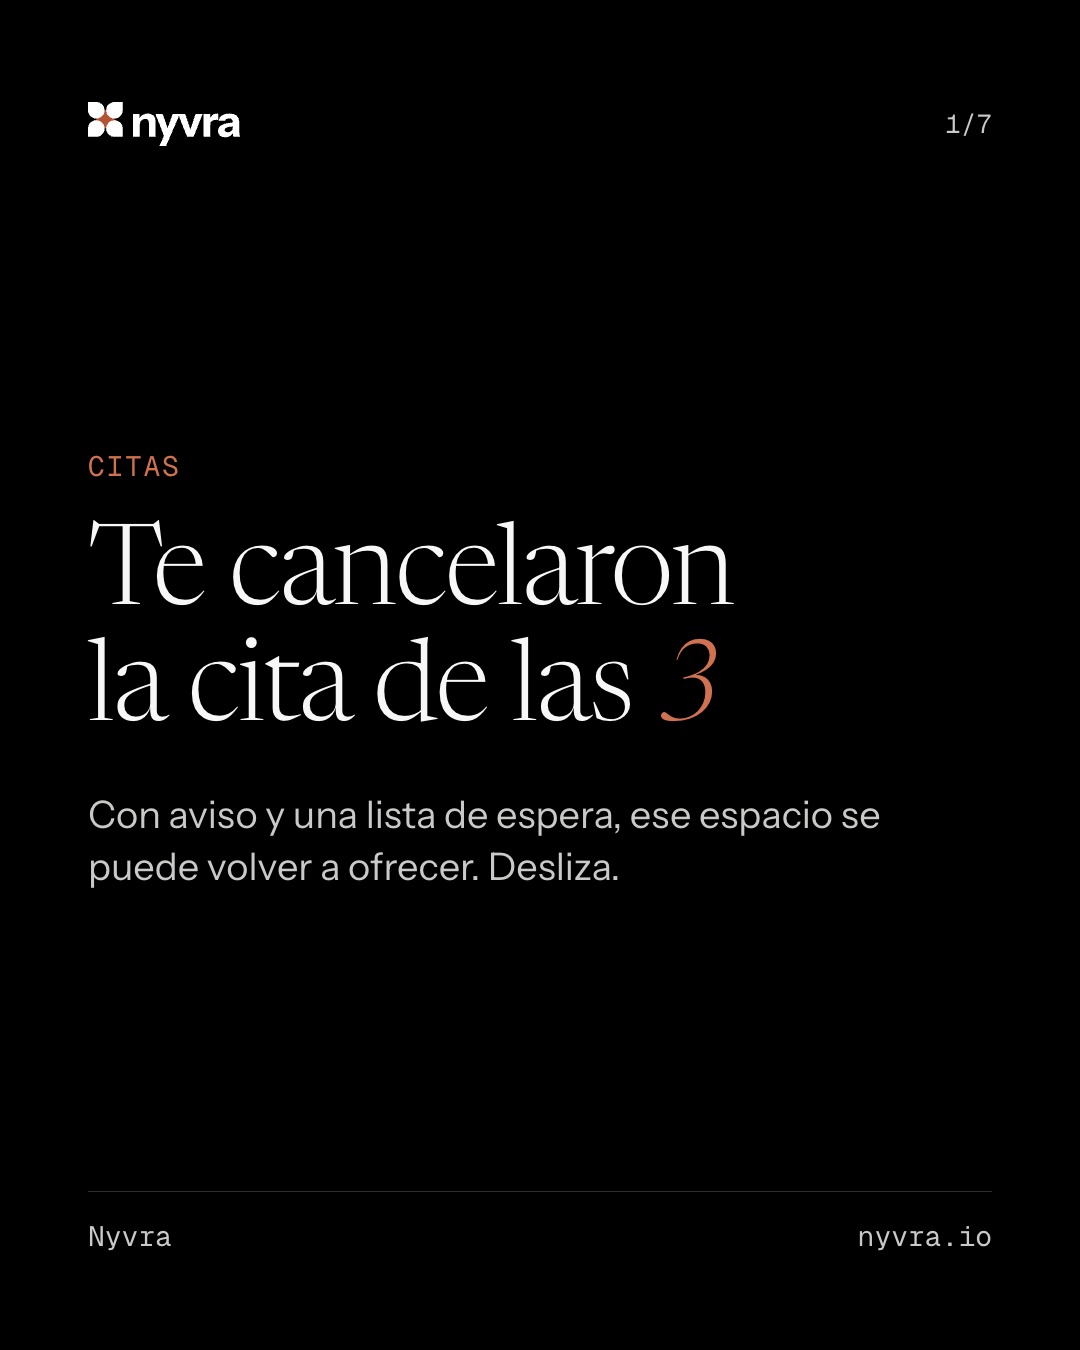 nyvra
1/7
CITAS
Te cancelaron
la cita de las 3
Con aviso y una lista de espera, ese espacio se
puede volver a ofrecer. Desliza.
Nyvra
nyvra.io